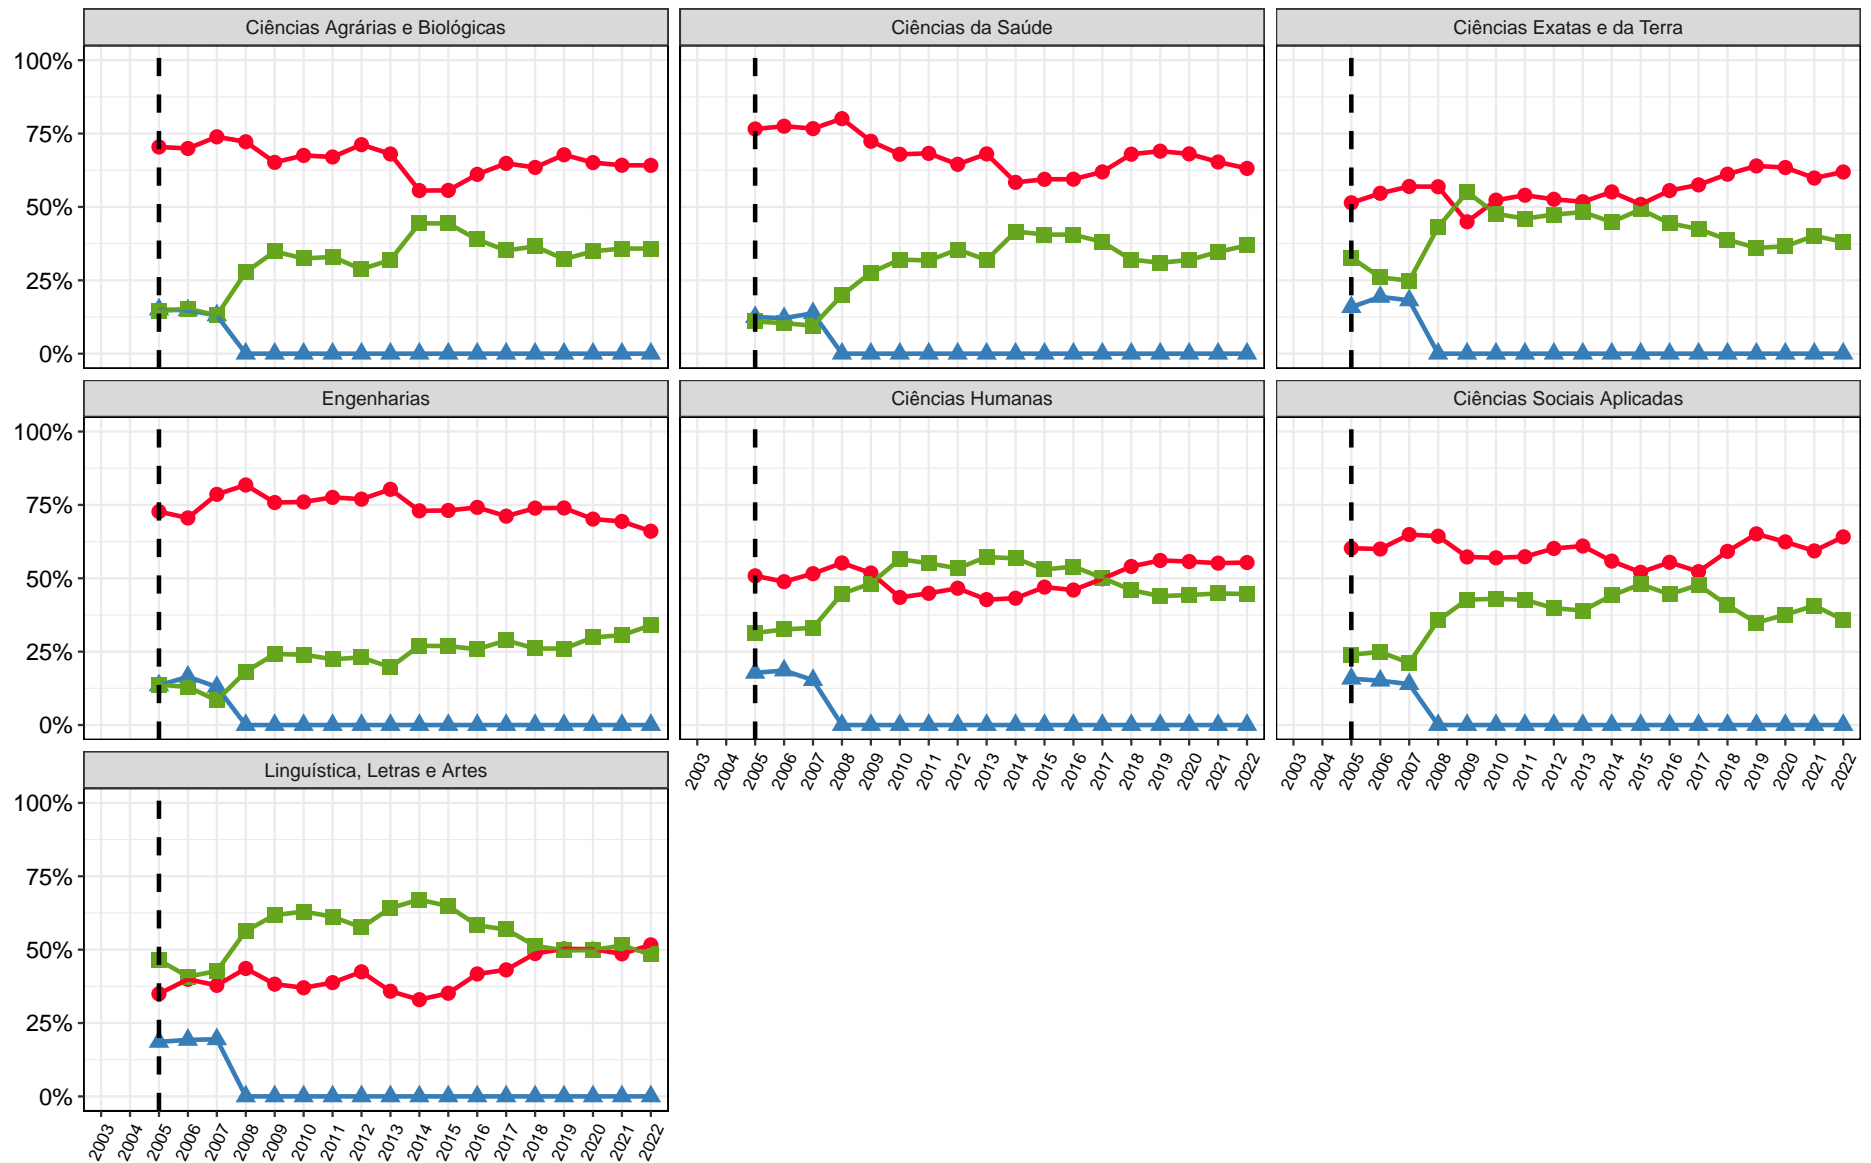 Ciências Agrárias e Biológicas
Ciências da Saúde
Ciências Exatas e da Terra
100%
75%
50%
25%
0%
Engenharias
Ciências Humanas
Ciências Sociais Aplicadas
100%
75%
50%
25%
0%
2003 2004 2005 2006 2007 2008 2009 2010 2011 2012 2013 2014 2015 2016 2017 2018 2019 2020 2021 2022
2003 2004 2005 2006 2007 2008 2009 2010 2011 2012 2013 2014 2015 2016 2017 2018 2019 2020 2021 2022
Linguística, Letras e Artes
100%
75%
50%
25%
0%
2003 2004 2005 2006 2007 2008 2009 2010 2011 2012 2013 2014 2015 2016 2017 2018 2019 2020 2021 2022